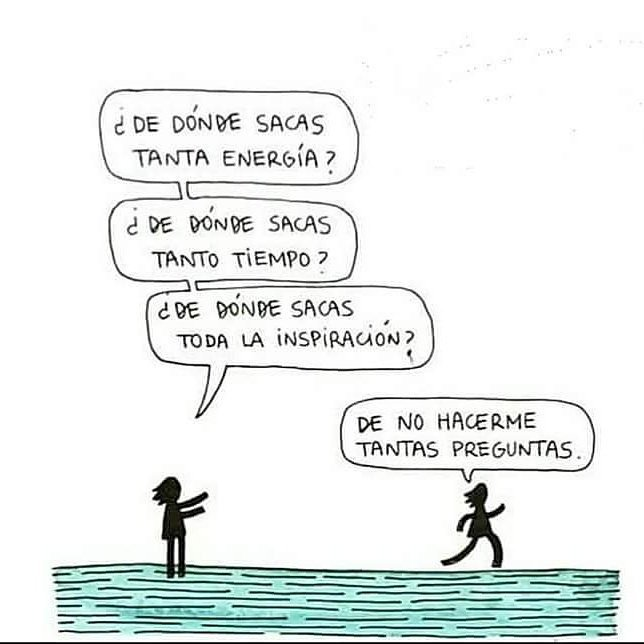 ¿DE DÓNDE SACAS
TANTA ENERGÍA?
¿DE DÓNDE SACAS
TANTO TIEMPO?
¿DE DÓNDE SACAS
TODA LA INSPIRACIÓN?
DE NO HACERME
TANTAS PREGUNTAS.